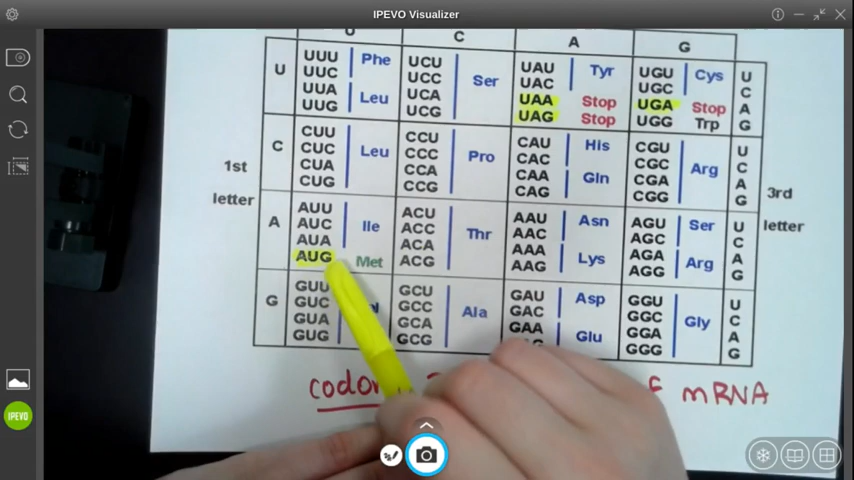 IPEVO Visualizer
U C A G
U UUU Phe UCU Ser UAU Tyr UGU Cys U
UUC UCC UAC UGC C
UUA Leu UCA UAA Stop UGA Stop A
UUG UCG UAG Stop UGG Trp G
C CUU Leu CCU Pro CAU His CGU Arg U
CUC CCC CAC CGC C
CUA CCA CAA Gln CGA A
CUG CCG CAG CGG G
1st letter
3rd letter
A AUU Ile ACU Thr AAU Asn AGU Ser U
AUC ACC AAC AGC C
AUA ACA AAA Lys AGA Arg A
AUG Met ACG AAG AGG G
G GUU GCU Ala GAU Asp GGU Gly U
GUC GCC GAC GGC C
GUA GCA GAA Glu GGA A
GUG GCG GGG G
mRNA
IPEVO